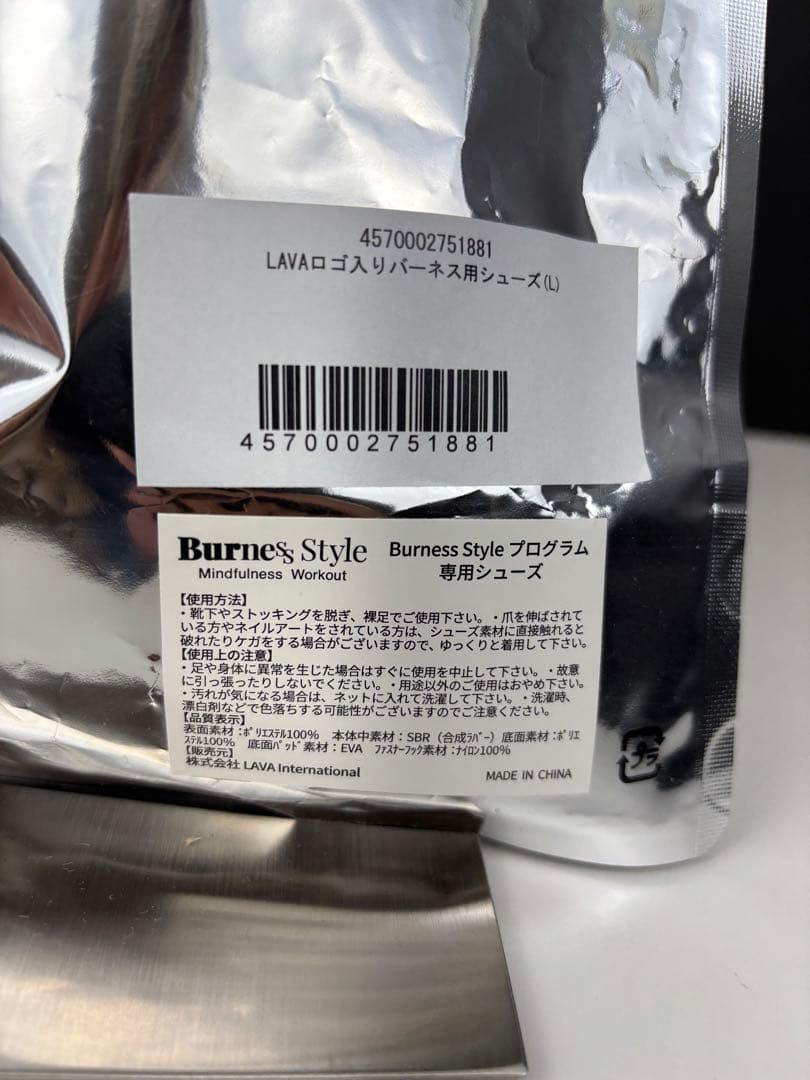 4570002751881
LAVAロゴ入りバーネス用シューズ(L)
4570002751881
Burness Style
Mindfulness Workout
Burness Style プログラム
専用シューズ
【使用方法】
・靴下やストッキングを脱ぎ、裸足でご使用下さい。・爪を伸ばされて
いる方やネイルアートをされている方は、シューズ素材に直接触れると
破れたりケガをする場合がございますので、ゆっくりと着用して下さい。
【使用上の注意】
・足や身体に異常を生じた場合はすぐに使用を中止して下さい。・故意
に引っ張ったりしないでください。・用途以外のご使用はおやめ下さい。
・汚れが気になる場合は、ネットに入れて洗濯して下さい。・洗濯時、
漂白剤などで色落ちする可能性がございますのでご注意ください。
【品質表示】
表面素材:ﾎﾟﾘｴｽﾃﾙ100%　本体中素材:SBR（合成ﾗﾊﾞｰ）底面素材:ﾎﾟﾘｴ
ｽﾃﾙ100%　底面ﾊﾟｯﾄﾞ素材:EVA　ﾌｧｽﾅｰﾌｯｸ素材:ﾅｲﾛﾝ100%
【販売元】
株式会社 LAVA International
MADE IN CHINA
プラ